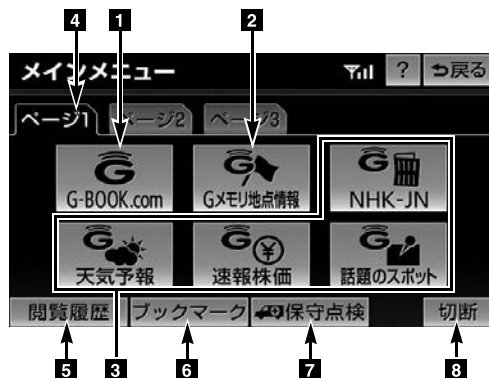 4 1 2
メインメニュー ? 戻る
ページ1 ページ2 ページ3
G G G
G-BOOK.com Gメモリ地点情報 NHK-JN
G G ¥ G
天気予報 速報株価 話題のスポット
閲覧履歴 ブックマーク 保守点検 切断
5 3 6 7 8